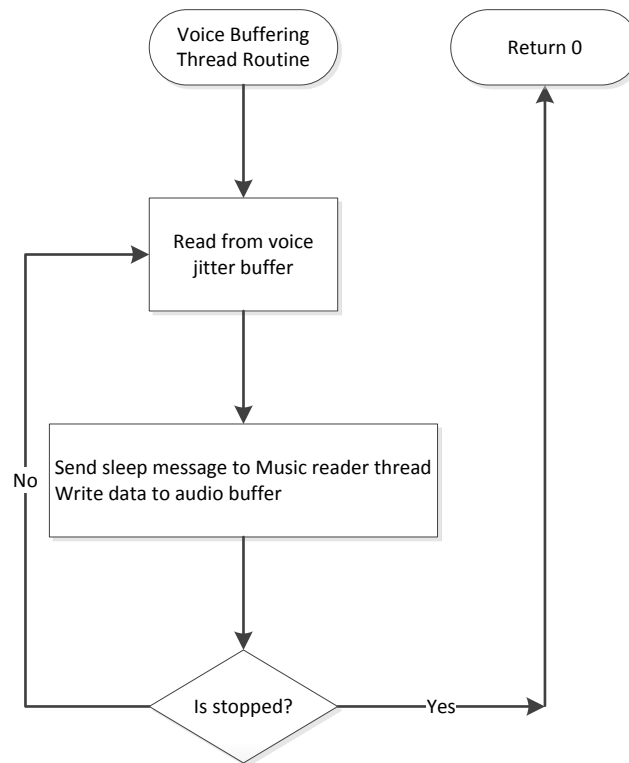 Voice Buffering
Thread Routine
Return 0
Read from voice
jitter buffer
Send sleep message to Music reader thread
Write data to audio buffer
No
Is stopped?
Yes